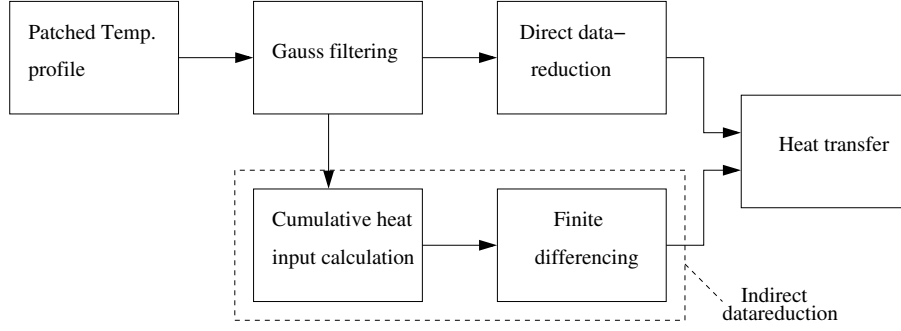 Patched Temp.
profile
Gauss filtering
Direct data-
reduction
Heat transfer
Cumulative heat
input calculation
Finite
differencing
Indirect
datareduction